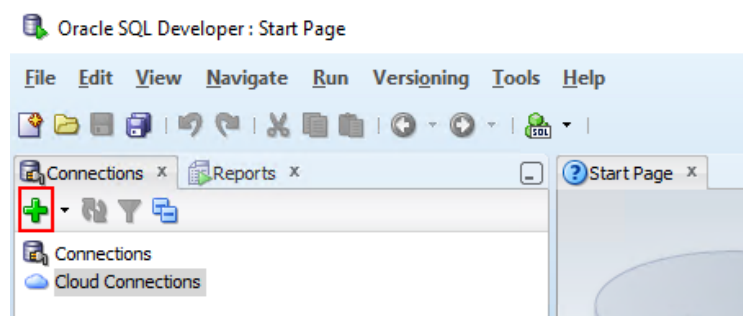 Oracle SQL Developer : Start Page
File Edit View Navigate Run Versioning Tools Help
SQL
Connections x Reports x Start Page x
Connections
Cloud Connections